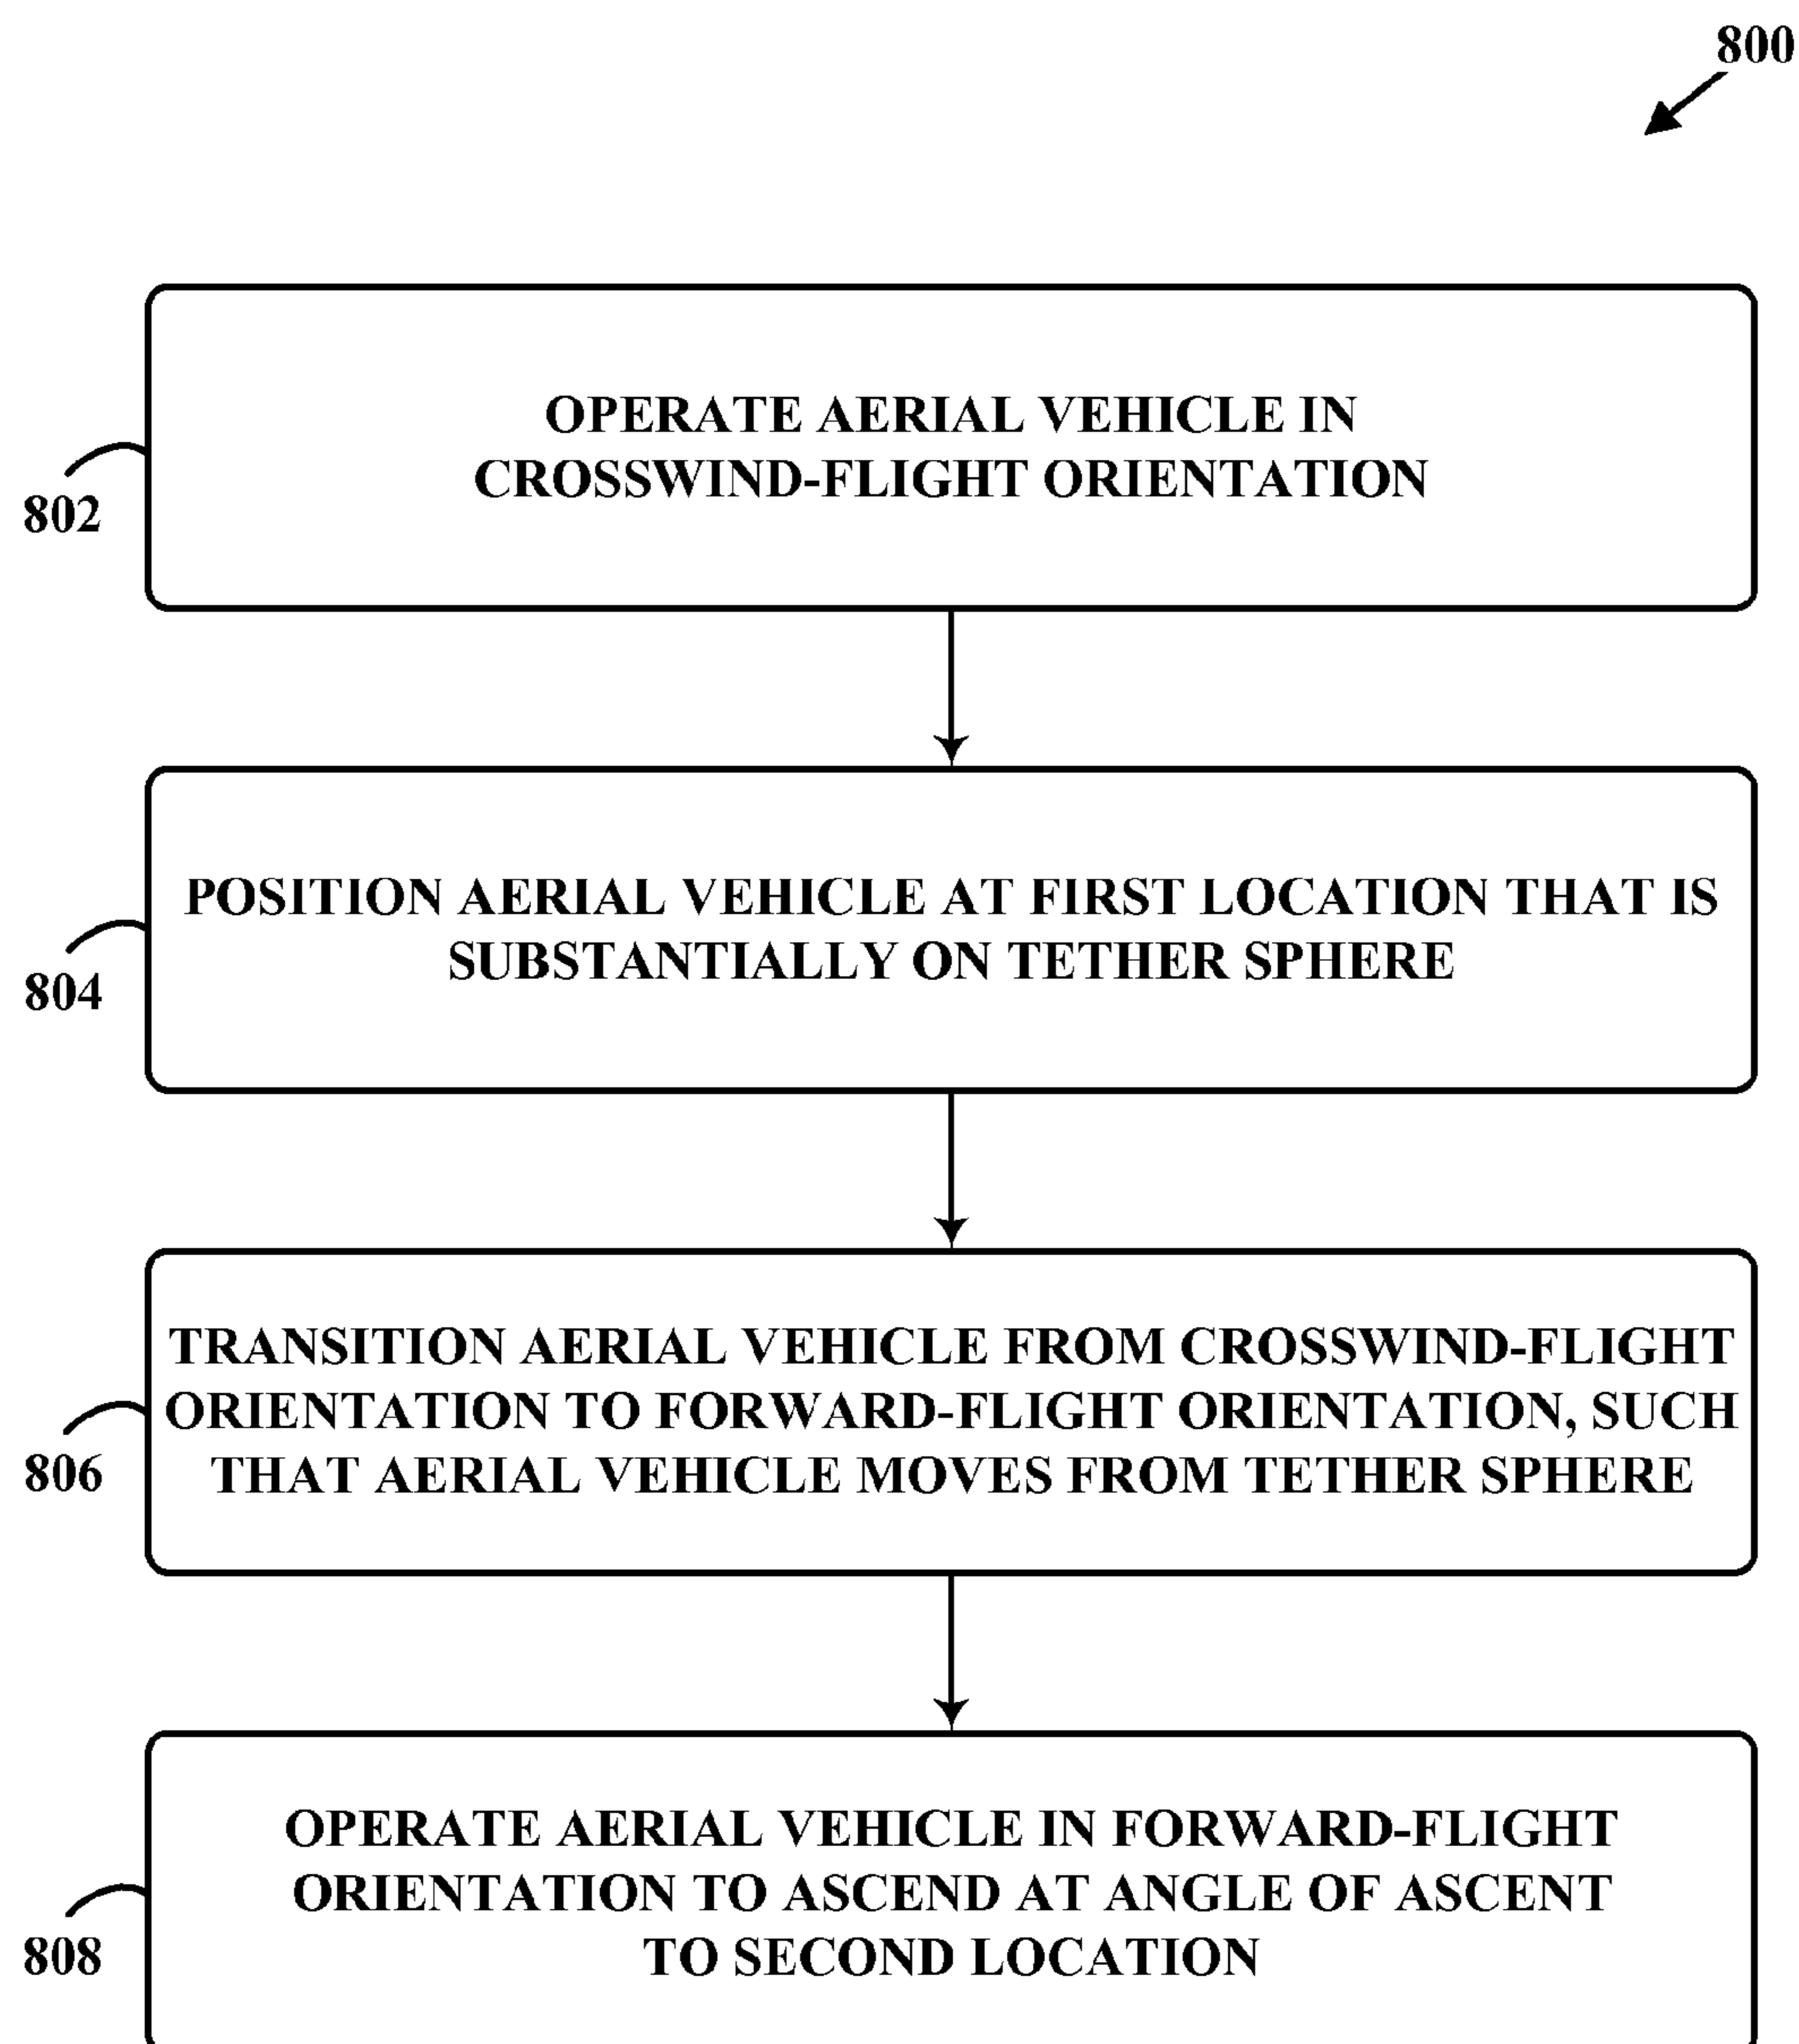 800
OPERATE AERIAL VEHICLE IN
CROSSWIND-FLIGHT ORIENTATION
802
POSITION AERIAL VEHICLE AT FIRST LOCATION THAT IS
SUBSTANTIALLY ON TETHER SPHERE
804
TRANSITION AERIAL VEHICLE FROM CROSSWIND-FLIGHT
ORIENTATION TO FORWARD-FLIGHT ORIENTATION, SUCH
THAT AERIAL VEHICLE MOVES FROM TETHER SPHERE
806
OPERATE AERIAL VEHICLE IN FORWARD-FLIGHT
ORIENTATION TO ASCEND AT ANGLE OF ASCENT
TO SECOND LOCATION
808